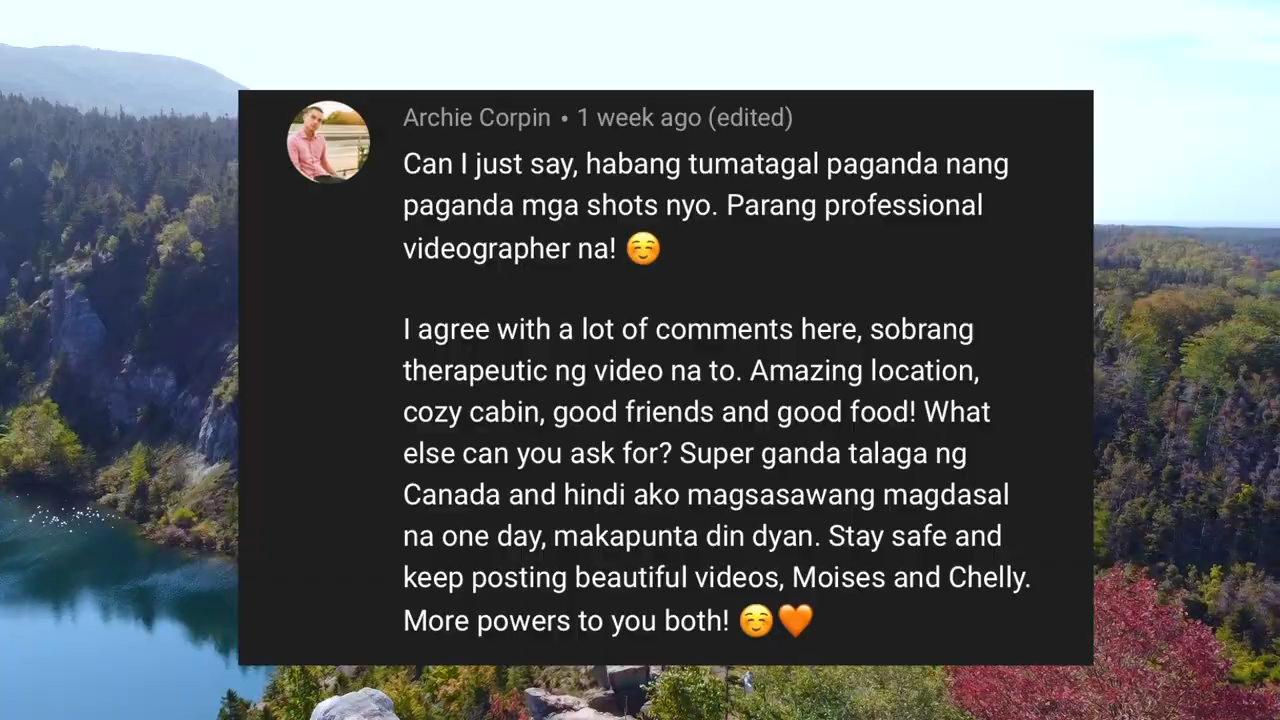 Archie Corpin • 1 week ago (edited)
Can I just say, habang tumatagal paganda nang
paganda mga shots nyo. Parang professional
videographer na! ☺️
I agree with a lot of comments here, sobrang
therapeutic ng video na to. Amazing location,
cozy cabin, good friends and good food! What
else can you ask for? Super ganda talaga ng
Canada and hindi ako magsasawang magdasal
na one day, makapunta din dyan. Stay safe and
keep posting beautiful videos, Moises and Chelly.
More powers to you both! ☺️🧡